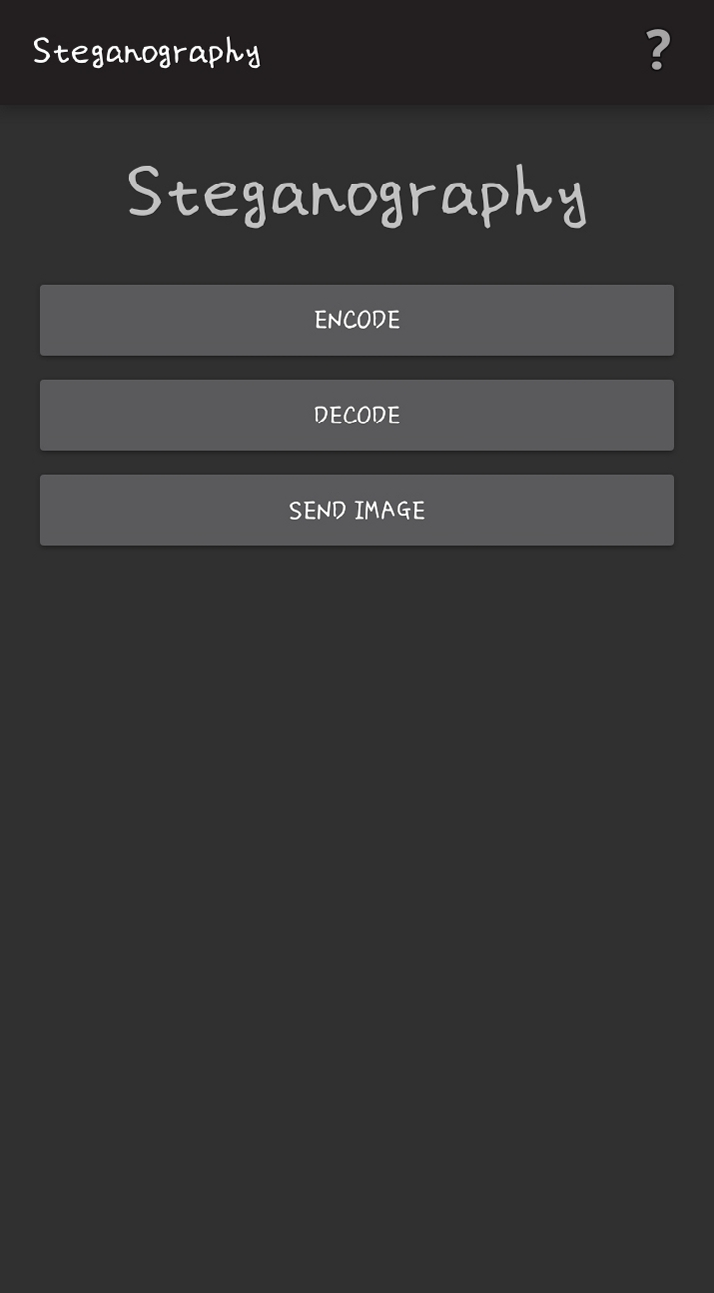 Steganography
?
Steganography
ENCODE
DECODE
SEND IMAGE